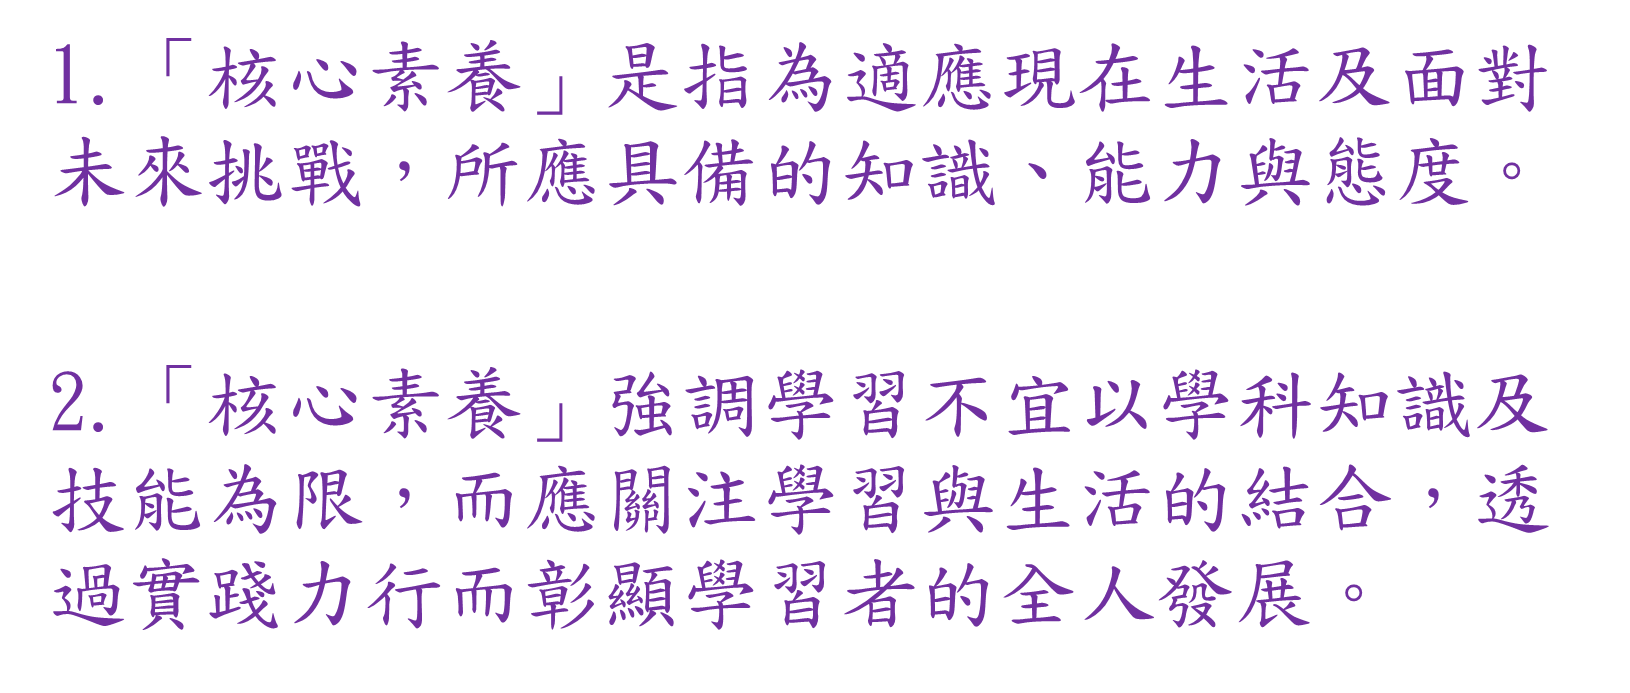 1.「核心素養」是指為適應現在生活及面對
未來挑戰，所應具備的知識、能力與態度。
2.「核心素養」強調學習不宜以學科知識及
技能為限，而應關注學習與生活的結合，透
過實踐力行而彰顯學習者的全人發展。